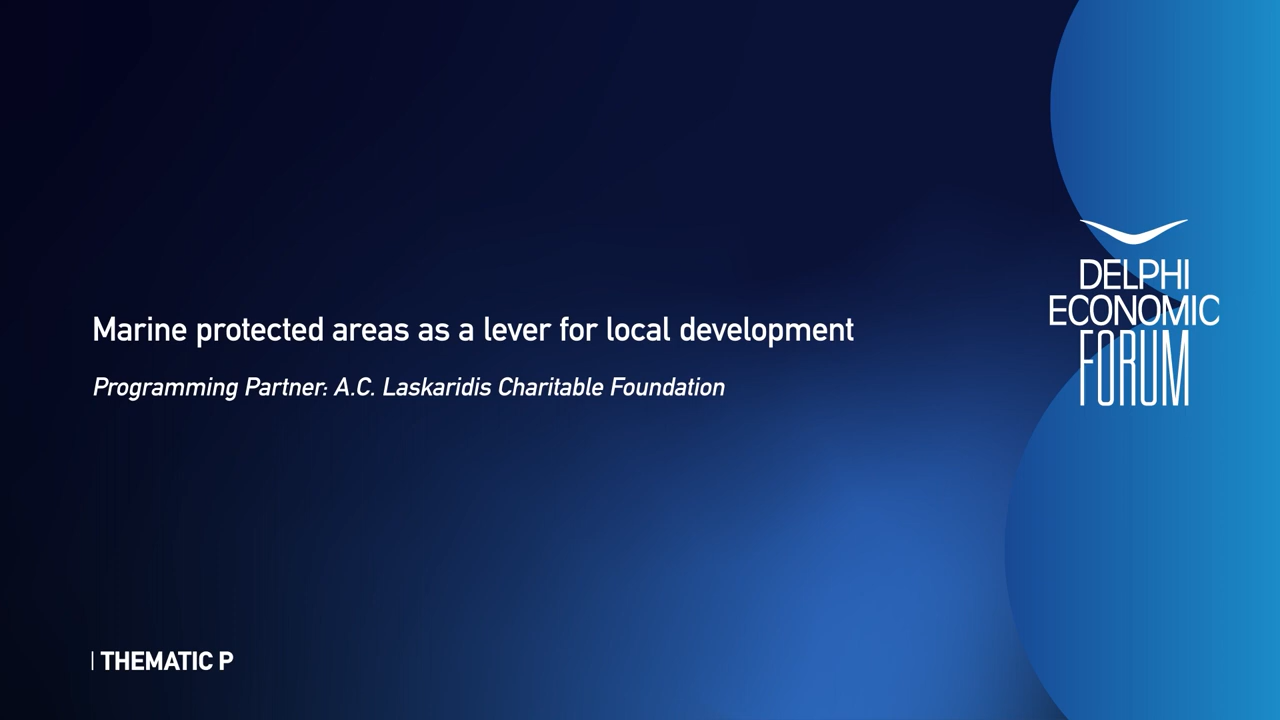 Marine protected areas as a lever for local development
Programming Partner: A.C. Laskaridis Charitable Foundation
DELPHI
ECONOMIC
FORUM
THEMATIC P